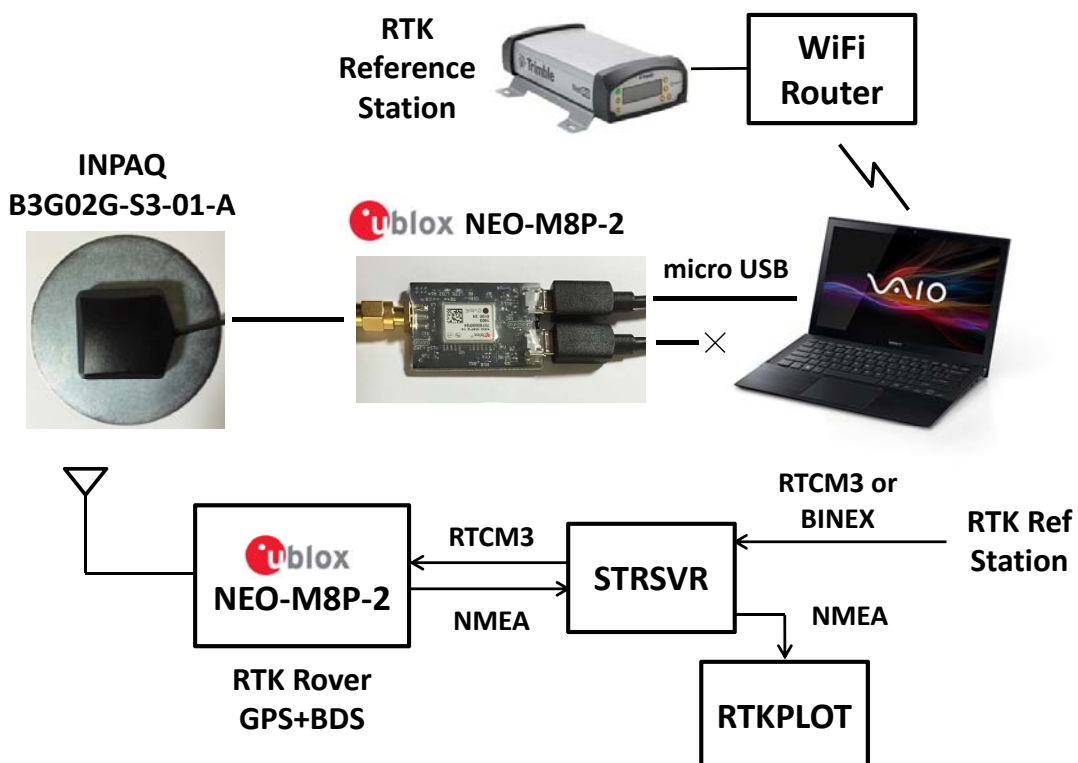 RTK
Reference
Station
Trimble
WiFi
Router
INPAQ
B3G02G-S3-01-A
ublox NEO-M8P-2
micro USB
VAIO
RTCM3 or
BINEX
RTK Ref
Station
ublox
NEO-M8P-2
RTCM3
NMEA
STRSVR
NMEA
RTK Rover
GPS+BDS
RTKPLOT